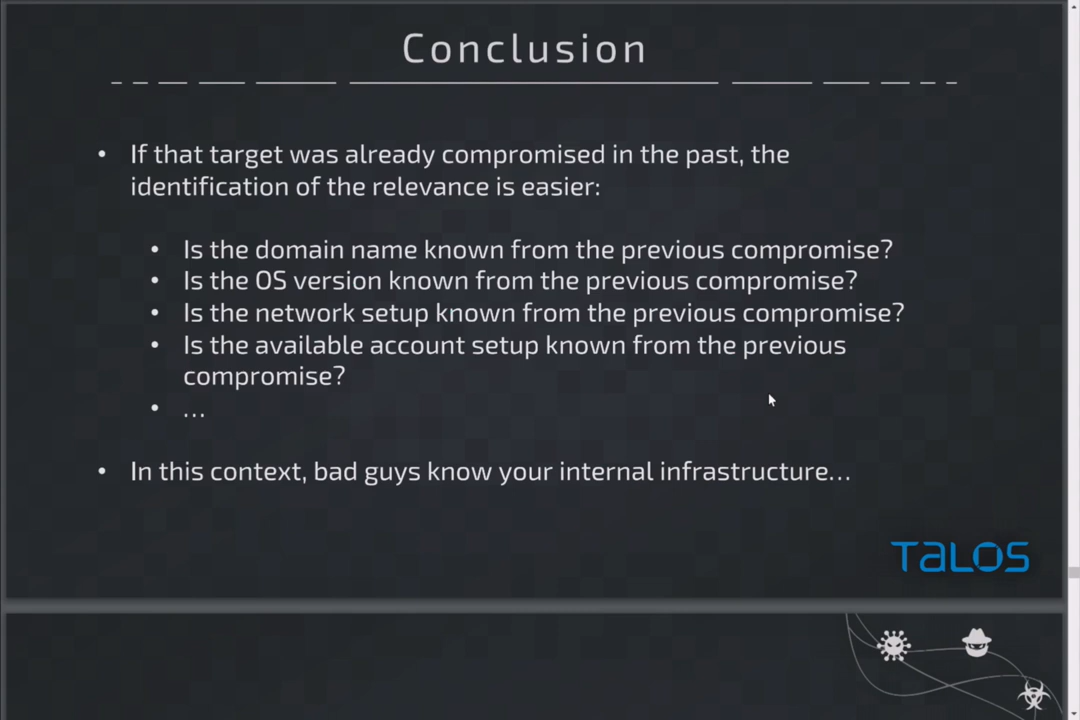 Conclusion
• If that target was already compromised in the past, the
identification of the relevance is easier:
• Is the domain name known from the previous compromise?
• Is the OS version known from the previous compromise?
• Is the network setup known from the previous compromise?
• Is the available account setup known from the previous
compromise?
• …
• In this context, bad guys know your internal infrastructure…
TALOS